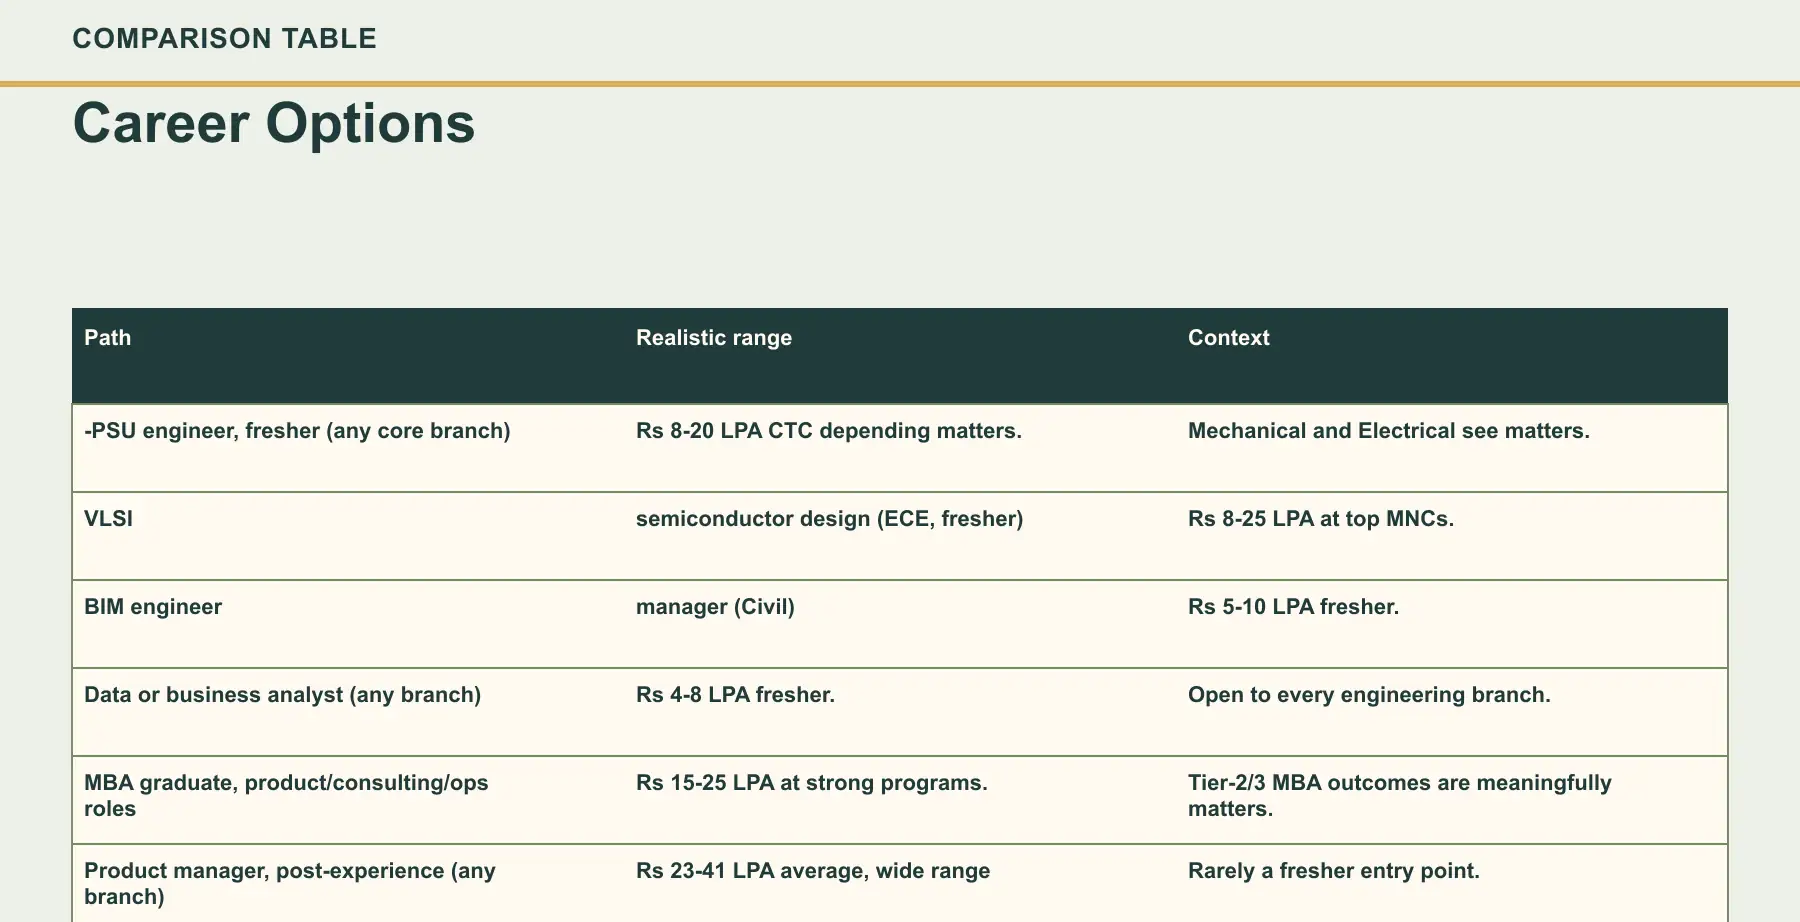 COMPARISON TABLE
Career Options
Path Realistic range Context
-PSU engineer, fresher (any core branch) Rs 8-20 LPA CTC depending matters. Mechanical and Electrical see matters.
VLSI semiconductor design (ECE, fresher) Rs 8-25 LPA at top MNCs.
BIM engineer manager (Civil) Rs 5-10 LPA fresher.
Data or business analyst (any branch) Rs 4-8 LPA fresher. Open to every engineering branch.
MBA graduate, product/consulting/ops
roles
Rs 15-25 LPA at strong programs.
Tier-2/3 MBA outcomes are meaningfully
matters.
Product manager, post-experience (any
branch)
Rs 23-41 LPA average, wide range
Rarely a fresher entry point.